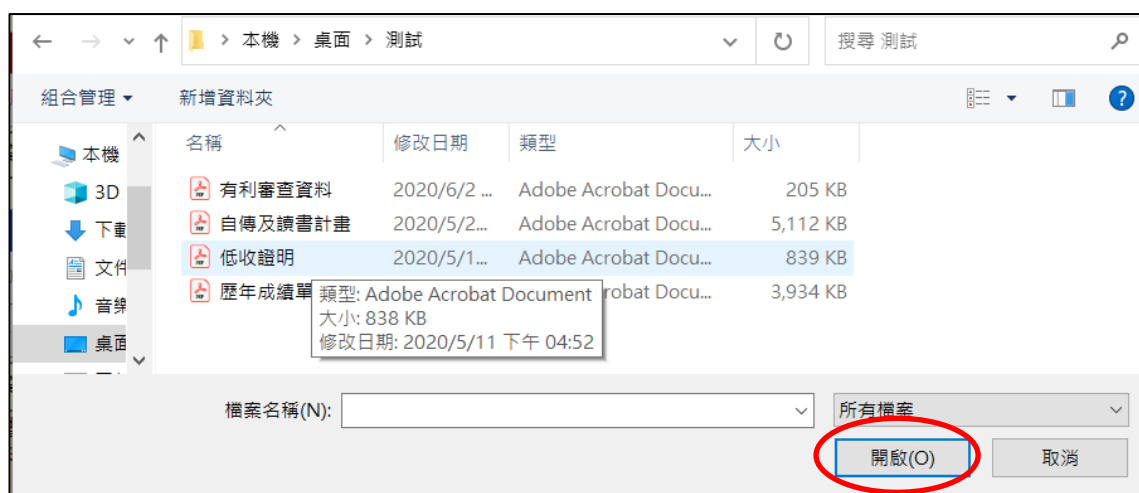 本機 > 桌面 > 測試
搜尋 測試
組合管理 新增資料夾
名稱 修改日期 類型 大小
本機
3D
下載
文件
音樂
桌面
有利審查資料 2020/6/2 ... Adobe Acrobat Docu... 205 KB
自傳及讀書計畫 2020/5/2... Adobe Acrobat Docu... 5,112 KB
低收證明 2020/5/1... Adobe Acrobat Docu... 839 KB
歷年成績單 robat Docu... 3,934 KB
類型: Adobe Acrobat Document
大小: 838 KB
修改日期: 2020/5/11 下午 04:52
檔案名稱(N): 所有檔案
開啟(O) 取消